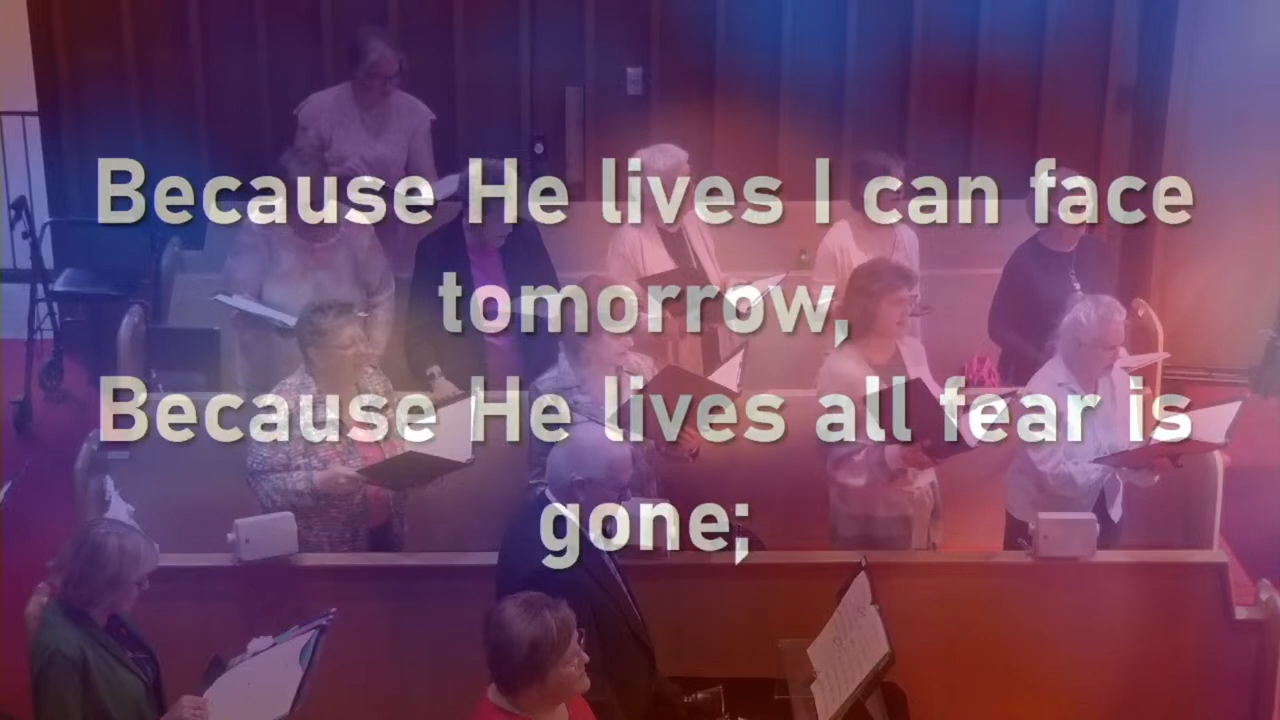 Because He lives I can face
tomorrow,
Because He lives all fear is
gone;